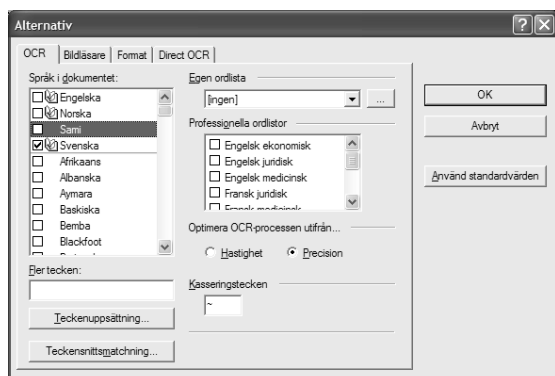 Alternativ
OCR Bildläsare Format Direct OCR
Språk i dokumentet:
Engelska
Norska
Sami
Svenska
Afrikaans
Albanska
Aymara
Baskiska
Bemba
Blackfoot
Fler tecken:
Teckenuppsättning...
Teckensnittsmatchning...
Egen ordlista
[ingen]
...
Professionella ordlistor
Engelsk ekonomisk
Engelsk juridisk
Engelsk medicinsk
Fransk juridisk
Fransk medicinsk
Optimera OCR-processen utifrån...
Hastighet Precision
Kasseringstecken
~
OK
Avbryt
Använd standardvärden